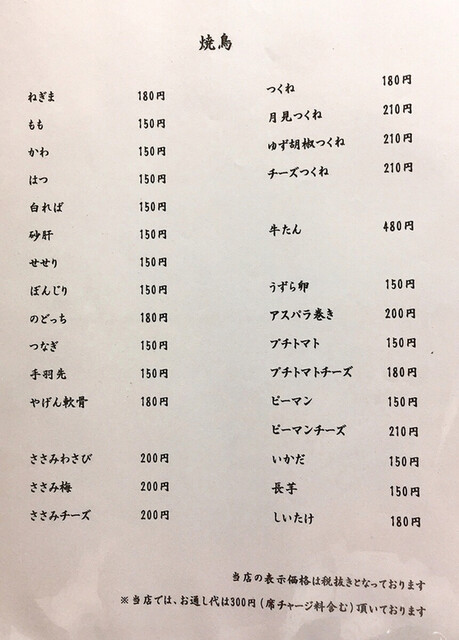 焼鳥
ねぎま 180円
もも 150円
かわ 150円
はつ 150円
白ればー 150円
砂肝 150円
せせり 150円
ぼんじり 150円
のどっち 180円
つなぎ 150円
手羽先 150円
やげん軟骨 180円
ささみわさび 200円
ささみ梅 200円
ささみチーズ 200円
つくね 180円
月見つくね 210円
ゆず胡椒つくね 210円
チーズつくね 210円
牛たん 480円
うずら卵 150円
アスパラ巻き 200円
プチトマト 150円
プチトマトチーズ 180円
ピーマン 150円
ピーマンチーズ 210円
いかだ 150円
長芋 150円
しいたけ 180円
当店の表示価格は税抜きとなっております
※当店では、お通し代は300円(席チャージ料含む)頂いております